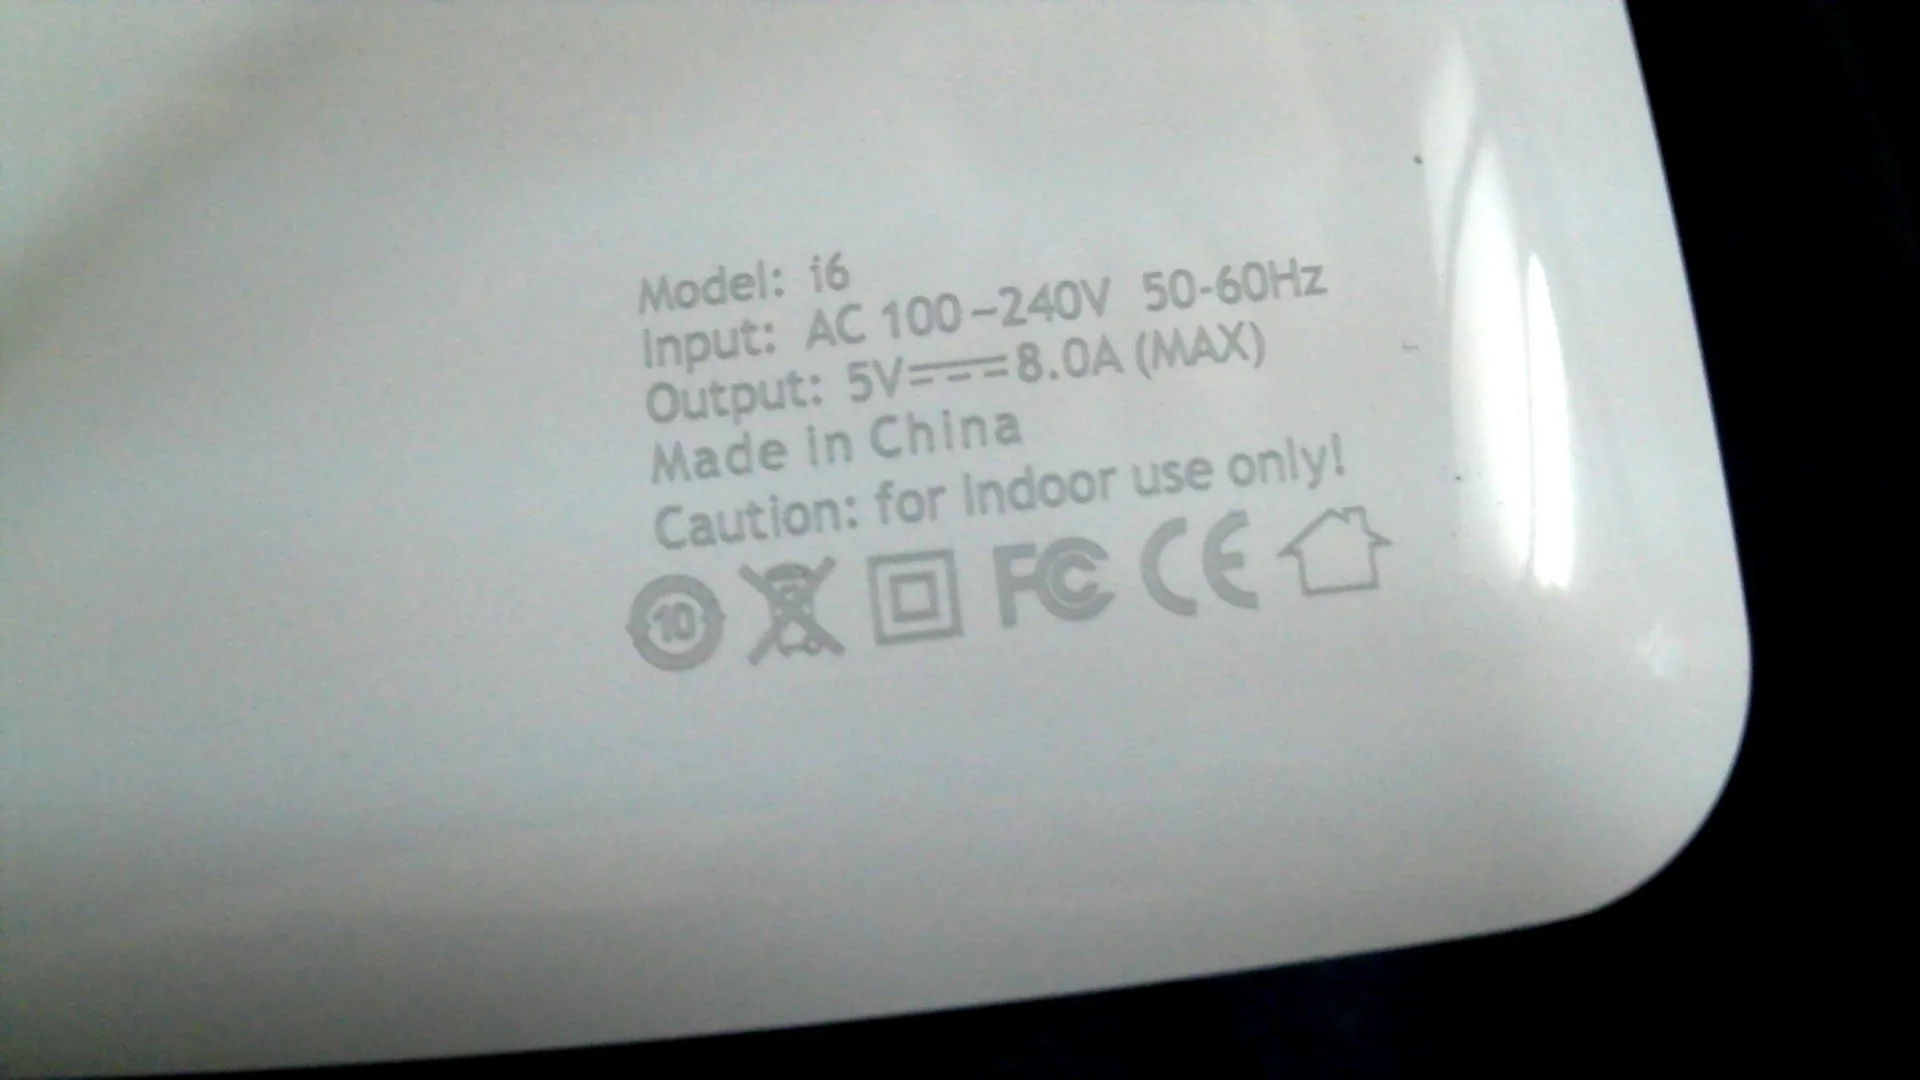 Model: i6
Input: AC 100~240V 50-60Hz
Output: 5V⎓8.0A (MAX)
Made in China
Caution: for indoor use only!
10 FC CE